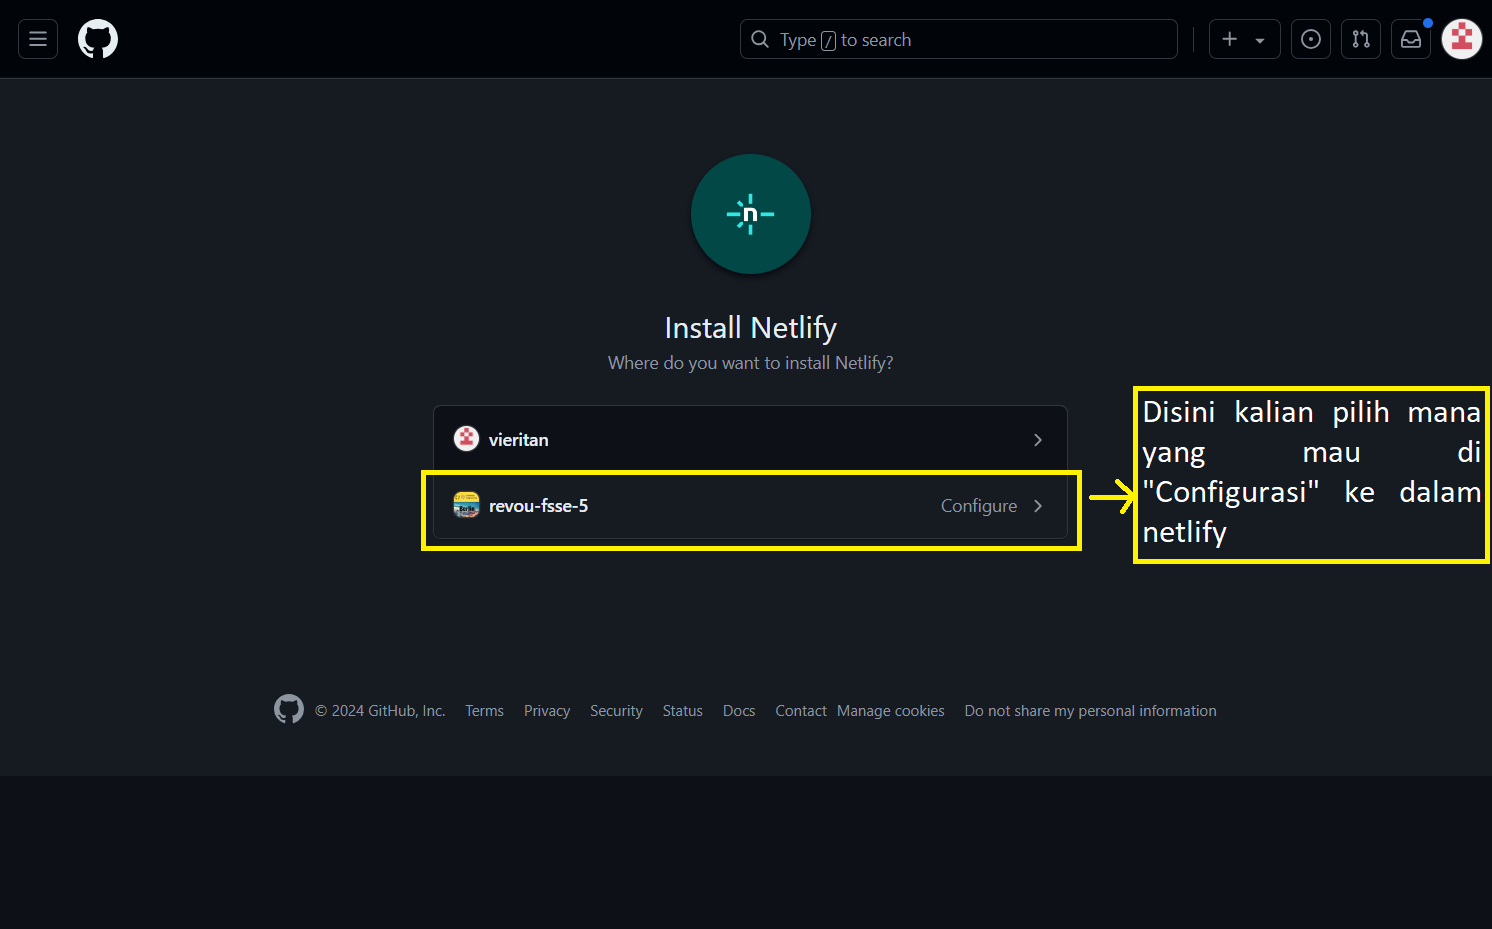 Type / to search
n
Install Netlify
Where do you want to install Netlify?
vieritan
revou-fsse-5 Configure
Disini kalian pilih mana
yang mau di
"Configurasi" ke dalam
netlify
© 2024 GitHub, Inc. Terms Privacy Security Status Docs Contact Manage cookies Do not share my personal information